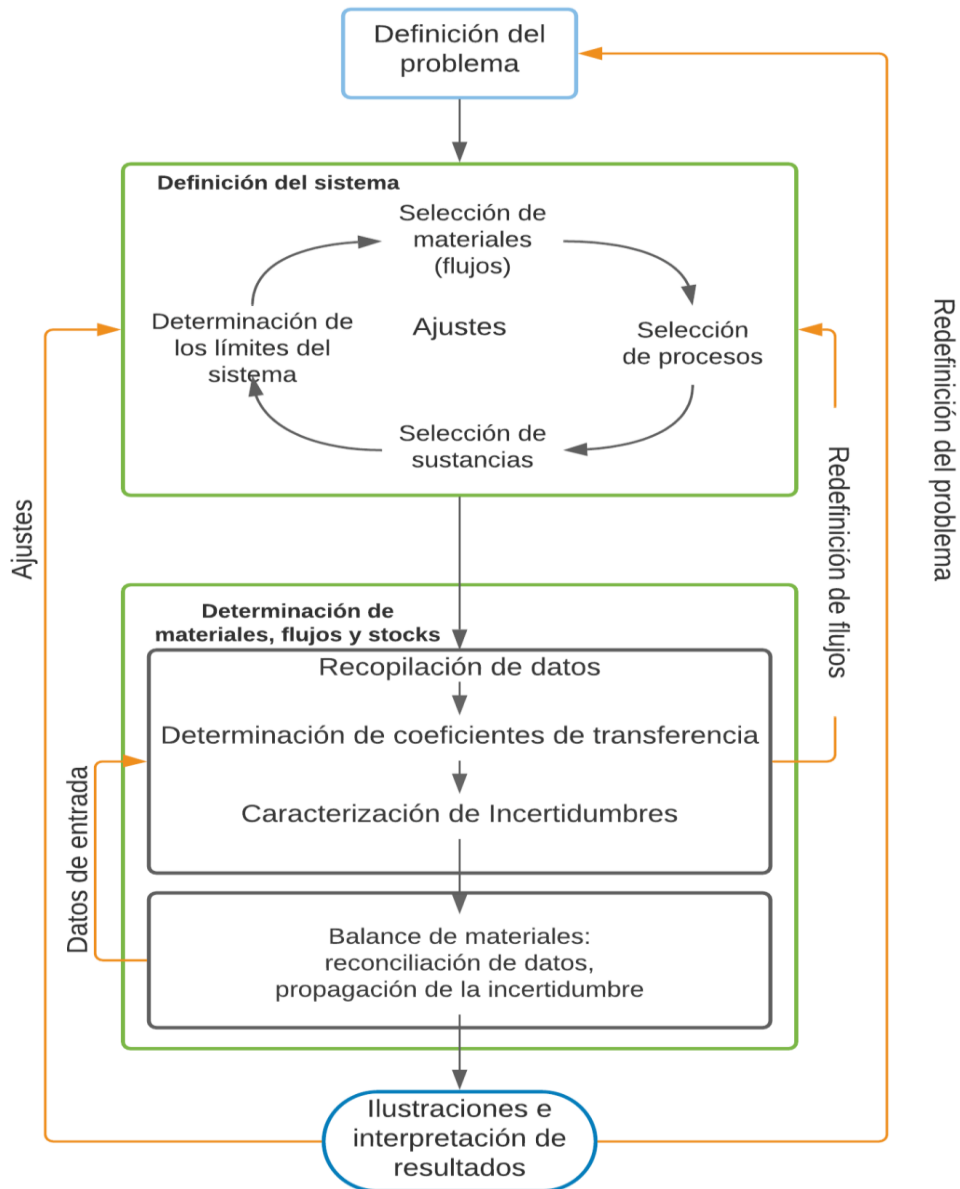 Definición del
problema
Definición del sistema
Selección de
materiales
(flujos)
Determinación de
los límites del
sistema
Ajustes
Selección
de procesos
Selección de
sustancias
Ajustes
Redefinición de flujos
Redefinición del problema
Determinación de
materiales, flujos y stocks
Recopilación de datos
Determinación de coeficientes de transferencia
Caracterización de Incertidumbres
Datos de entrada
Balance de materiales:
reconciliación de datos,
propagación de la incertidumbre
Ilustraciones e
interpretación de
resultados